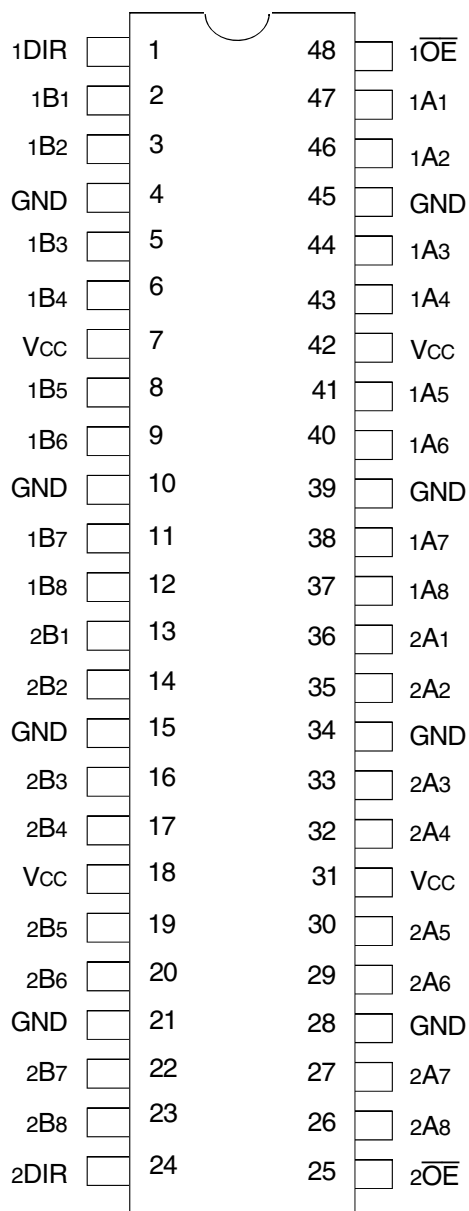 1DIR 1 48 1O̅E̅
1B1 2 47 1A1
1B2 3 46 1A2
GND 4 45 GND
1B3 5 44 1A3
1B4 6 43 1A4
VCC 7 42 VCC
1B5 8 41 1A5
1B6 9 40 1A6
GND 10 39 GND
1B7 11 38 1A7
1B8 12 37 1A8
2B1 13 36 2A1
2B2 14 35 2A2
GND 15 34 GND
2B3 16 33 2A3
2B4 17 32 2A4
VCC 18 31 VCC
2B5 19 30 2A5
2B6 20 29 2A6
GND 21 28 GND
2B7 22 27 2A7
2B8 23 26 2A8
2DIR 24 25 2O̅E̅